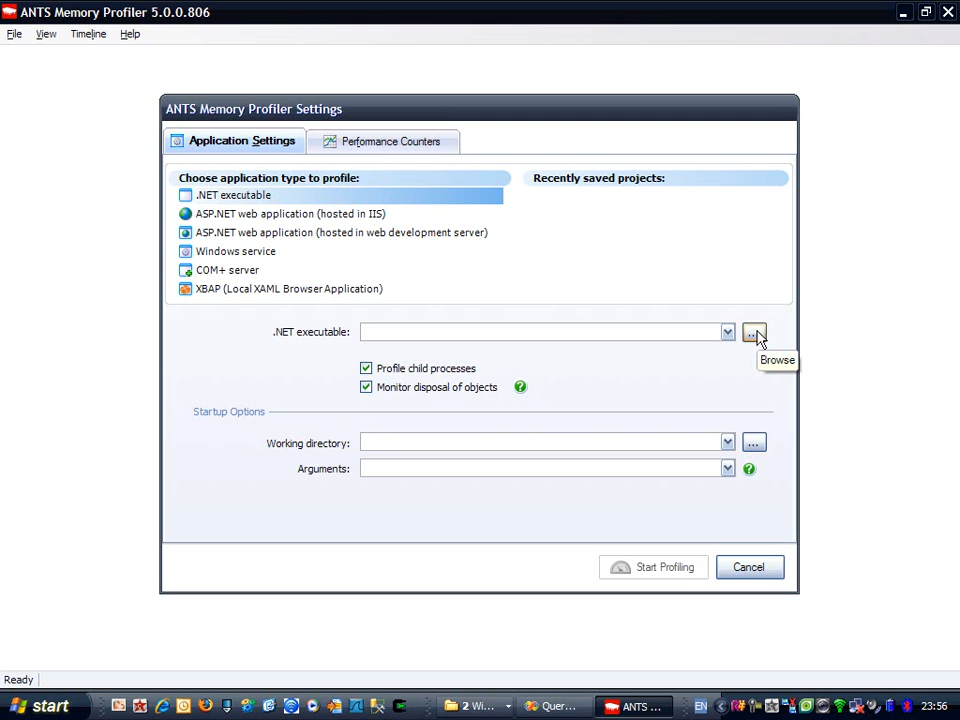 ANTS Memory Profiler 5.0.0.806
File View Timeline Help
ANTS Memory Profiler Settings
Application Settings Performance Counters
Choose application type to profile: Recently saved projects:
.NET executable
ASP.NET web application (hosted in IIS)
ASP.NET web application (hosted in web development server)
Windows service
COM+ server
XBAP (Local XAML Browser Application)
.NET executable: ...
Browse
Profile child processes
Monitor disposal of objects ?
Startup Options
Working directory: ...
Arguments: ?
Start Profiling Cancel
Ready
start 2 Wi... Quer... ANTS ... EN 23:56